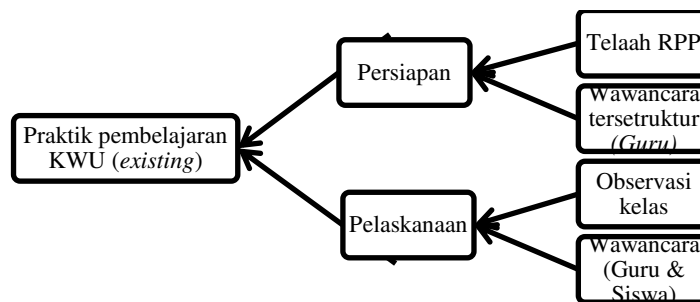 Praktik pembelajaran
KWU (existing)
Persiapan
Pelaskanaan
Telaah RPP
Wawancara
tersetruktur
(Guru)
Observasi
kelas
Wawancara
(Guru &
Siswa)